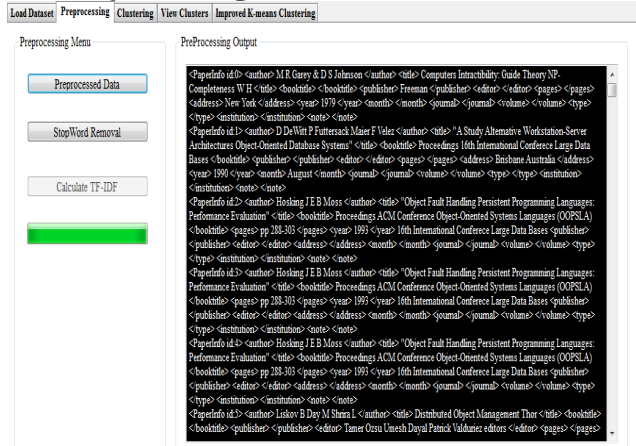 Load Dataset Preprocessing Clustering View Clusters Improved K-means Clustering
Preprocessing Menu
Preprocessed Data
StopWord Removal
Calculate TF-IDF
PreProcessing Output
<PaperInfo id:0> <author> M R Garey & D S Johnson </author> <title> Computers Intractibility: Guide Theory NP-
Completeness W H </title> <booktitle> </booktitle> <publisher> Freeman </publisher> <editor> </editor> <pages> </pages>
<address> New York </address> <year> 1979 </year> <month> </month> <journal> </journal> <volume> </volume> <type>
</type> <institution> </institution> <note> </note>
<PaperInfo id:1> <author> D DeWitt P Futtersack Maier F Velez </author> <title> "A Study Alternative Workstation-Server
Architectures Object-Oriented Database Systems" </title> <booktitle> Proceedings 16th International Conferece Large Data
Bases </booktitle> <publisher> </publisher> <editor> </editor> <pages> </pages> <address> Brisbane Australia </address>
<year> 1990 </year> <month> August </month> <journal> </journal> <volume> </volume> <type> </type> <institution>
</institution> <note> </note>
<PaperInfo id:2> <author> Hosking J E B Moss </author> <title> "Object Fault Handling Persistent Programming Languages:
Perfomance Evaluation" </title> <booktitle> Proceedings ACM Conference Object-Oriented Systems Languages (OOPSLA)
</booktitle> <pages> pp 288-303 </pages> <year> 1993 </year> 16th International Conferece Large Data Bases <publisher>
</publisher> <editor> </editor> <address> </address> <month> </month> <journal> </journal> <volume> </volume> <type>
</type> <institution> </institution> <note> </note>
<PaperInfo id:3> <author> Hosking J E B Moss </author> <title> "Object Fault Handling Persistent Programming Languages:
Perfomance Evaluation" </title> <booktitle> Proceedings ACM Conference Object-Oriented Systems Languages (OOPSLA)
</booktitle> <pages> pp 288-303 </pages> <year> 1993 </year> 16th International Conferece Large Data Bases <publisher>
</publisher> <editor> </editor> <address> </address> <month> </month> <journal> </journal> <volume> </volume> <type>
</type> <institution> </institution> <note> </note>
<PaperInfo id:4> <author> Hosking J E B Moss </author> <title> "Object Fault Handling Persistent Programming Languages:
Perfomance Evaluation" </title> <booktitle> Proceedings ACM Conference Object-Oriented Systems Languages (OOPSLA)
</booktitle> <pages> pp 288-303 </pages> <year> 1993 </year> 16th International Conferece Large Data Bases <publisher>
</publisher> <editor> </editor> <address> </address> <month> </month> <journal> </journal> <volume> </volume> <type>
</type> <institution> </institution> <note> </note>
<PaperInfo id:5> <author> Liskov B Day M Shrira L </author> <title> Distributed Object Management Thor </title> <booktitle>
</booktitle> <publisher> </publisher> <editor> Tamer Ozsu Umesh Dayal Patrick Valduriez editors </editor> <pages> </pages>